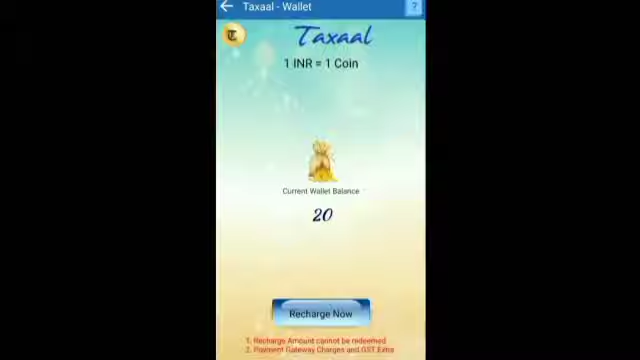 Taxaal - Wallet
?
T
Taxaal
1 INR = 1 Coin
Current Wallet Balance
20
Recharge Now
1. Recharge Amount cannot be redeemed
2. Payment Gateway Charges and GST Extra